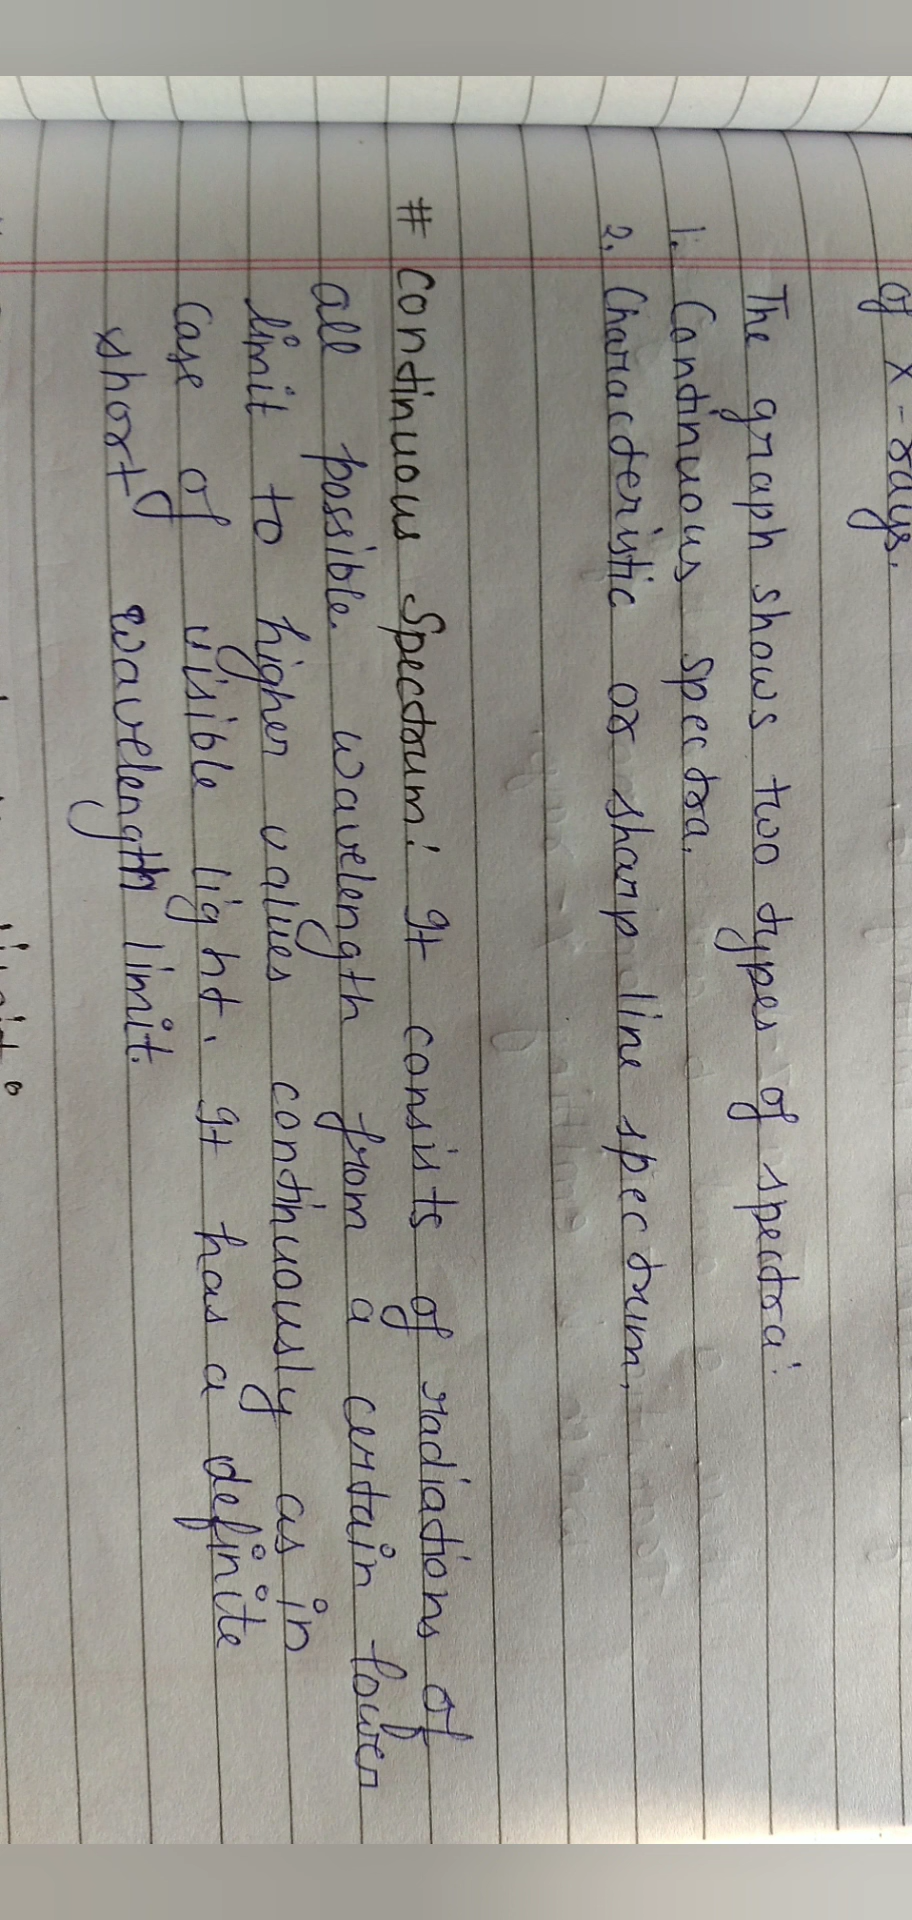 of X-rays.
The graph shows two types of spectra:
1. Continuous spectra.
2. Characteristic or sharp line spectrum.
# Continuous Spectrum: It consists of radiations of
all possible wavelength from a certain lower
limit to higher values continuously as in
case of visible light. It has a definite
short wavelength limit.